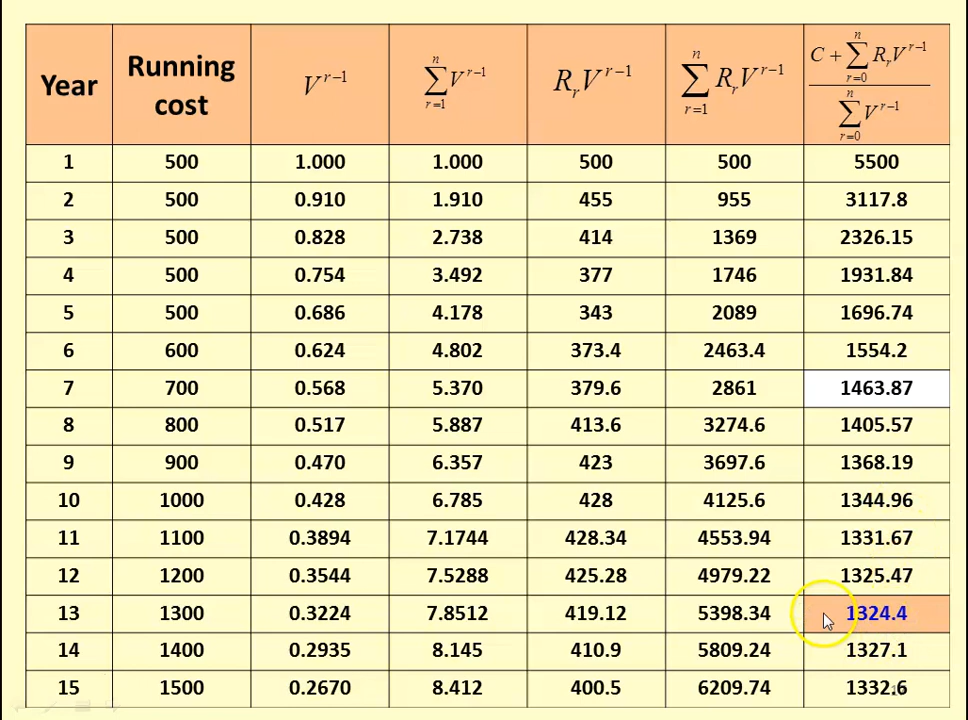 Year Running cost V^{r-1} \sum_{r=1}^{n} V^{r-1} R_r V^{r-1} \sum_{r=1}^{n} R_r V^{r-1} \frac{C + \sum_{r=0}^{n} R_r V^{r-1}}{\sum_{r=0}^{n} V^{r-1}}
1 500 1.000 1.000 500 500 5500
2 500 0.910 1.910 455 955 3117.8
3 500 0.828 2.738 414 1369 2326.15
4 500 0.754 3.492 377 1746 1931.84
5 500 0.686 4.178 343 2089 1696.74
6 600 0.624 4.802 373.4 2463.4 1554.2
7 700 0.568 5.370 379.6 2861 1463.87
8 800 0.517 5.887 413.6 3274.6 1405.57
9 900 0.470 6.357 423 3697.6 1368.19
10 1000 0.428 6.785 428 4125.6 1344.96
11 1100 0.3894 7.1744 428.34 4553.94 1331.67
12 1200 0.3544 7.5288 425.28 4979.22 1325.47
13 1300 0.3224 7.8512 419.12 5398.34 1324.4
14 1400 0.2935 8.145 410.9 5809.24 1327.1
15 1500 0.2670 8.412 400.5 6209.74 1332.6